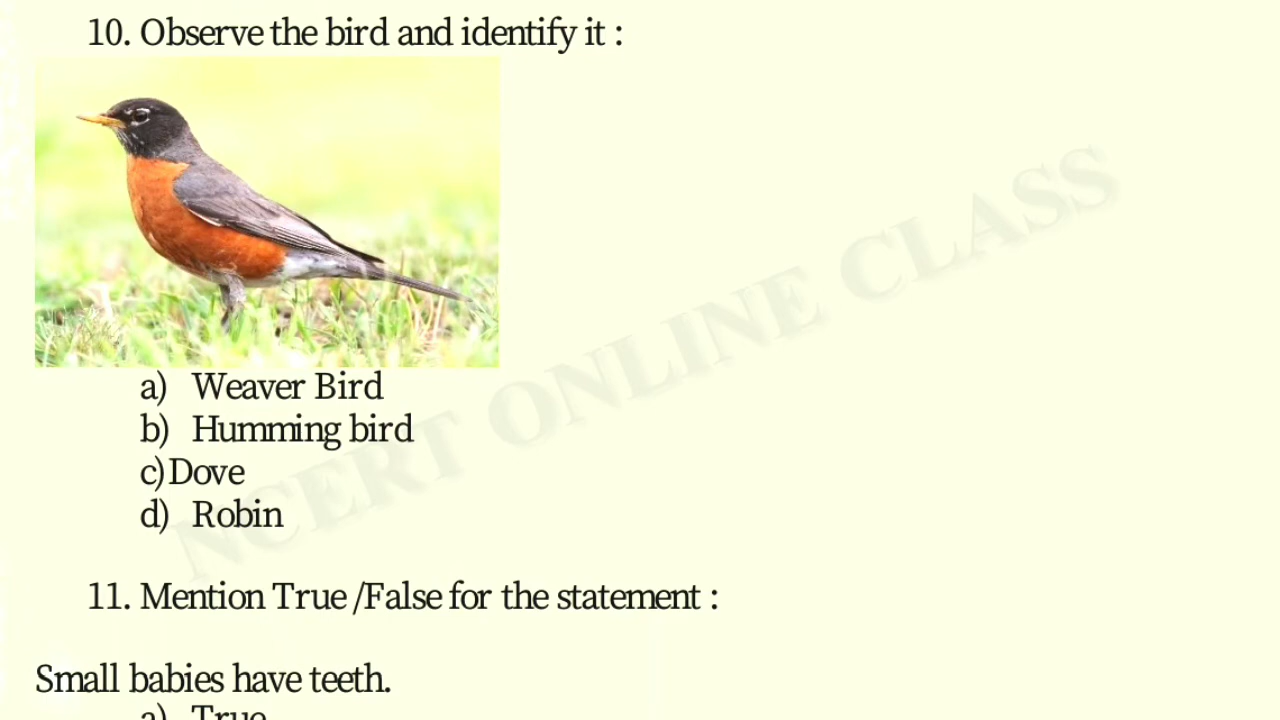 10. Observe the bird and identify it :
a) Weaver Bird
b) Humming bird
c) Dove
d) Robin
NCERT ONLINE CLASS
11. Mention True /False for the statement :
Small babies have teeth.
a) True